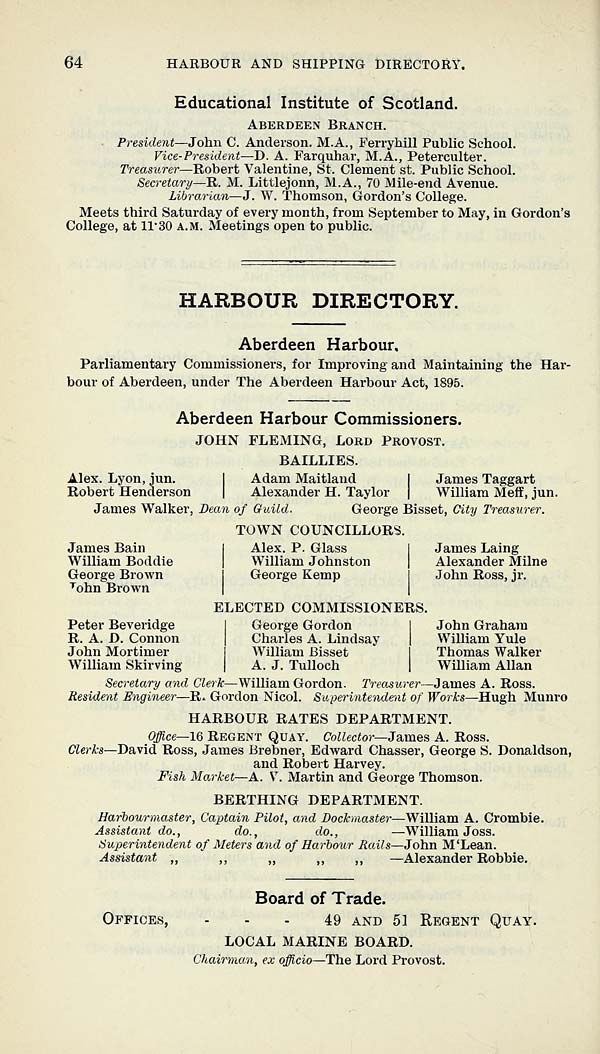 64 HARBOUR AND SHIPPING DIRECTORY.
Educational Institute of Scotland.
ABERDEEN BRANCH.
President—John C. Anderson. M.A., Ferryhill Public School.
Vice-President—D. A. Farquhar, M.A., Peterculter.
Treasurer—Robert Valentine, St. Clement st. Public School.
Secretary—R. M. Littlejonn, M.A., 70 Mile-end Avenue.
Librarian—J. W. Thomson, Gordon's College.
Meets third Saturday of every month, from September to May, in Gordon's
College, at 11·30 A.M. Meetings open to public.
HARBOUR DIRECTORY.
Aberdeen Harbour.
Parliamentary Commissioners, for Improving and Maintaining the Har-
bour of Aberdeen, under The Aberdeen Harbour Act, 1895.
Aberdeen Harbour Commissioners.
JOHN FLEMING, LORD PROVOST.
BAILLIES.
Alex. Lyon, jun. | Adam Maitland | James Taggart
Robert Henderson | Alexander H. Taylor | William Meff, jun.
James Walker, Dean of Guild. George Bisset, City Treasurer.
TOWN COUNCILLORS.
James Bain | Alex. P. Glass | James Laing
William Boddie | William Johnston | Alexander Milne
George Brown | George Kemp | John Ross, jr.
John Brown
ELECTED COMMISSIONERS.
Peter Beveridge | George Gordon | John Graham
R. A. D. Connon | Charles A. Lindsay | William Yule
John Mortimer | William Bisset | Thomas Walker
William Skirving | A. J. Tulloch | William Allan
Secretary and Clerk—William Gordon. Treasurer—James A. Ross.
Resident Engineer—R. Gordon Nicol. Superintendent of Works—Hugh Munro
HARBOUR RATES DEPARTMENT.
Office—16 REGENT QUAY. Collector—James A. Ross.
Clerks—David Ross, James Brebner, Edward Chasser, George S. Donaldson,
and Robert Harvey.
Fish Market—A. V. Martin and George Thomson.
BERTHING DEPARTMENT.
Harbourmaster, Captain Pilot, and Dockmaster—William A. Crombie.
Assistant do., do., do., —William Joss.
Superintendent of Meters and of Harbour Rails—John M'Lean.
Assistant ,, ,, ,, ,, ,, —Alexander Robbie.
Board of Trade.
OFFICES, - - - 49 AND 51 REGENT QUAY.
LOCAL MARINE BOARD.
Chairman, ex officio—The Lord Provost.